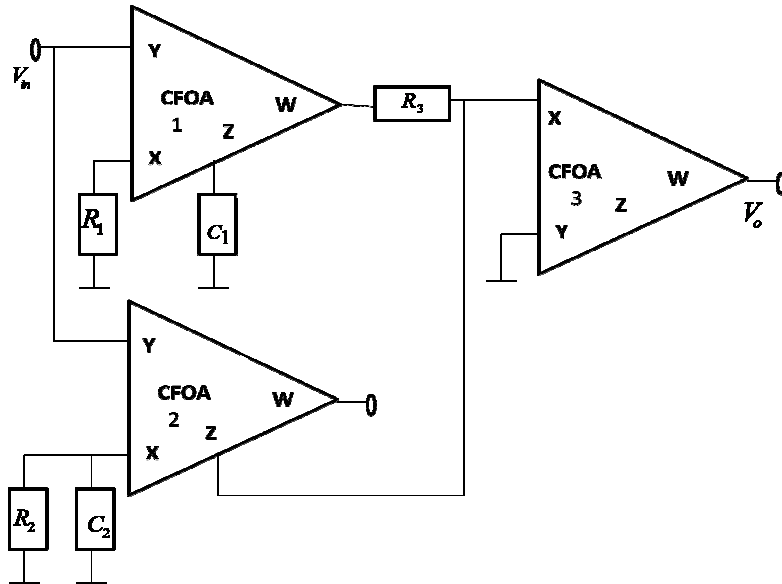 Y
V_in
CFOA
1
W
Z
X
R_3
X
R_1
C_1
CFOA
3
W
Z
V_o
Y
Y
CFOA
2
W
Z
X
R_2
C_2